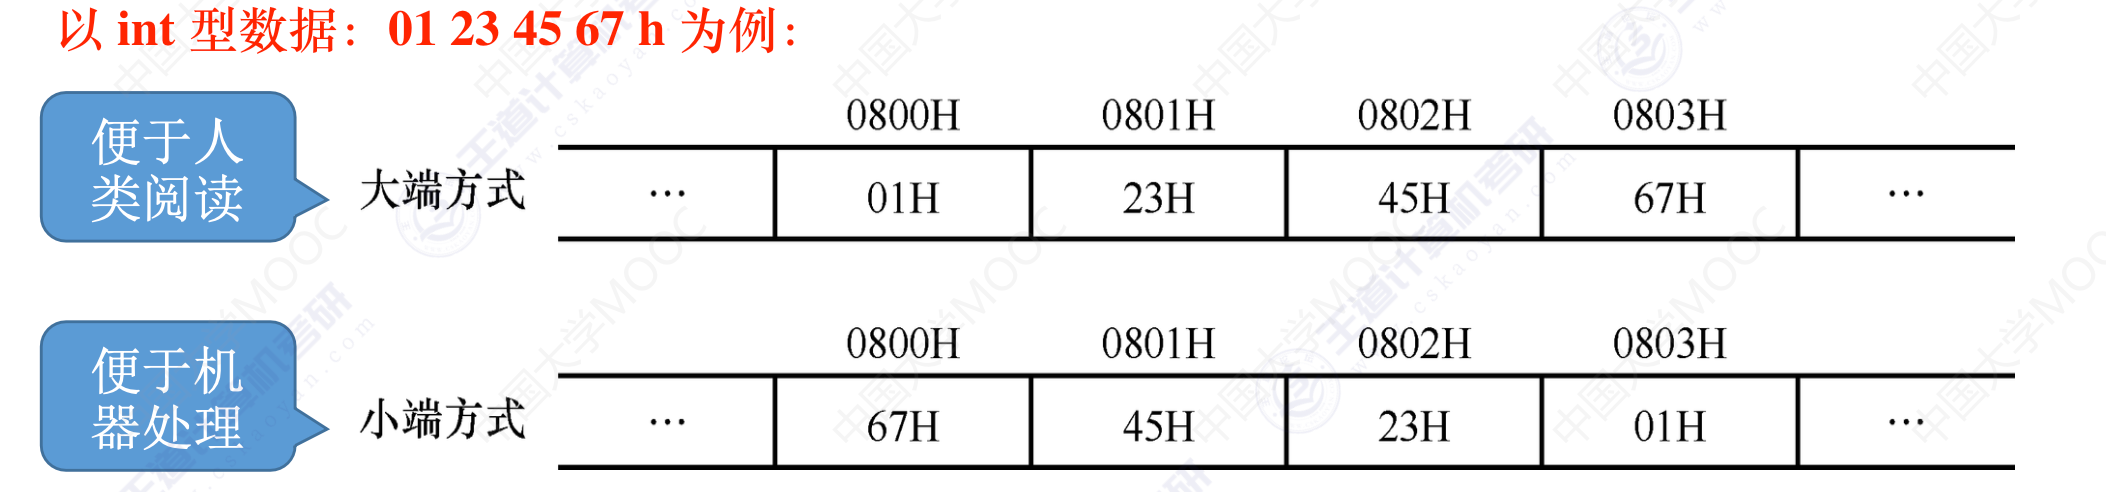 以 int 型数据：01 23 45 67 h 为例：
便于人
类阅读
0800H 0801H 0802H 0803H
大端方式 … 01H 23H 45H 67H …
便于机
器处理
0800H 0801H 0802H 0803H
小端方式 … 67H 45H 23H 01H …